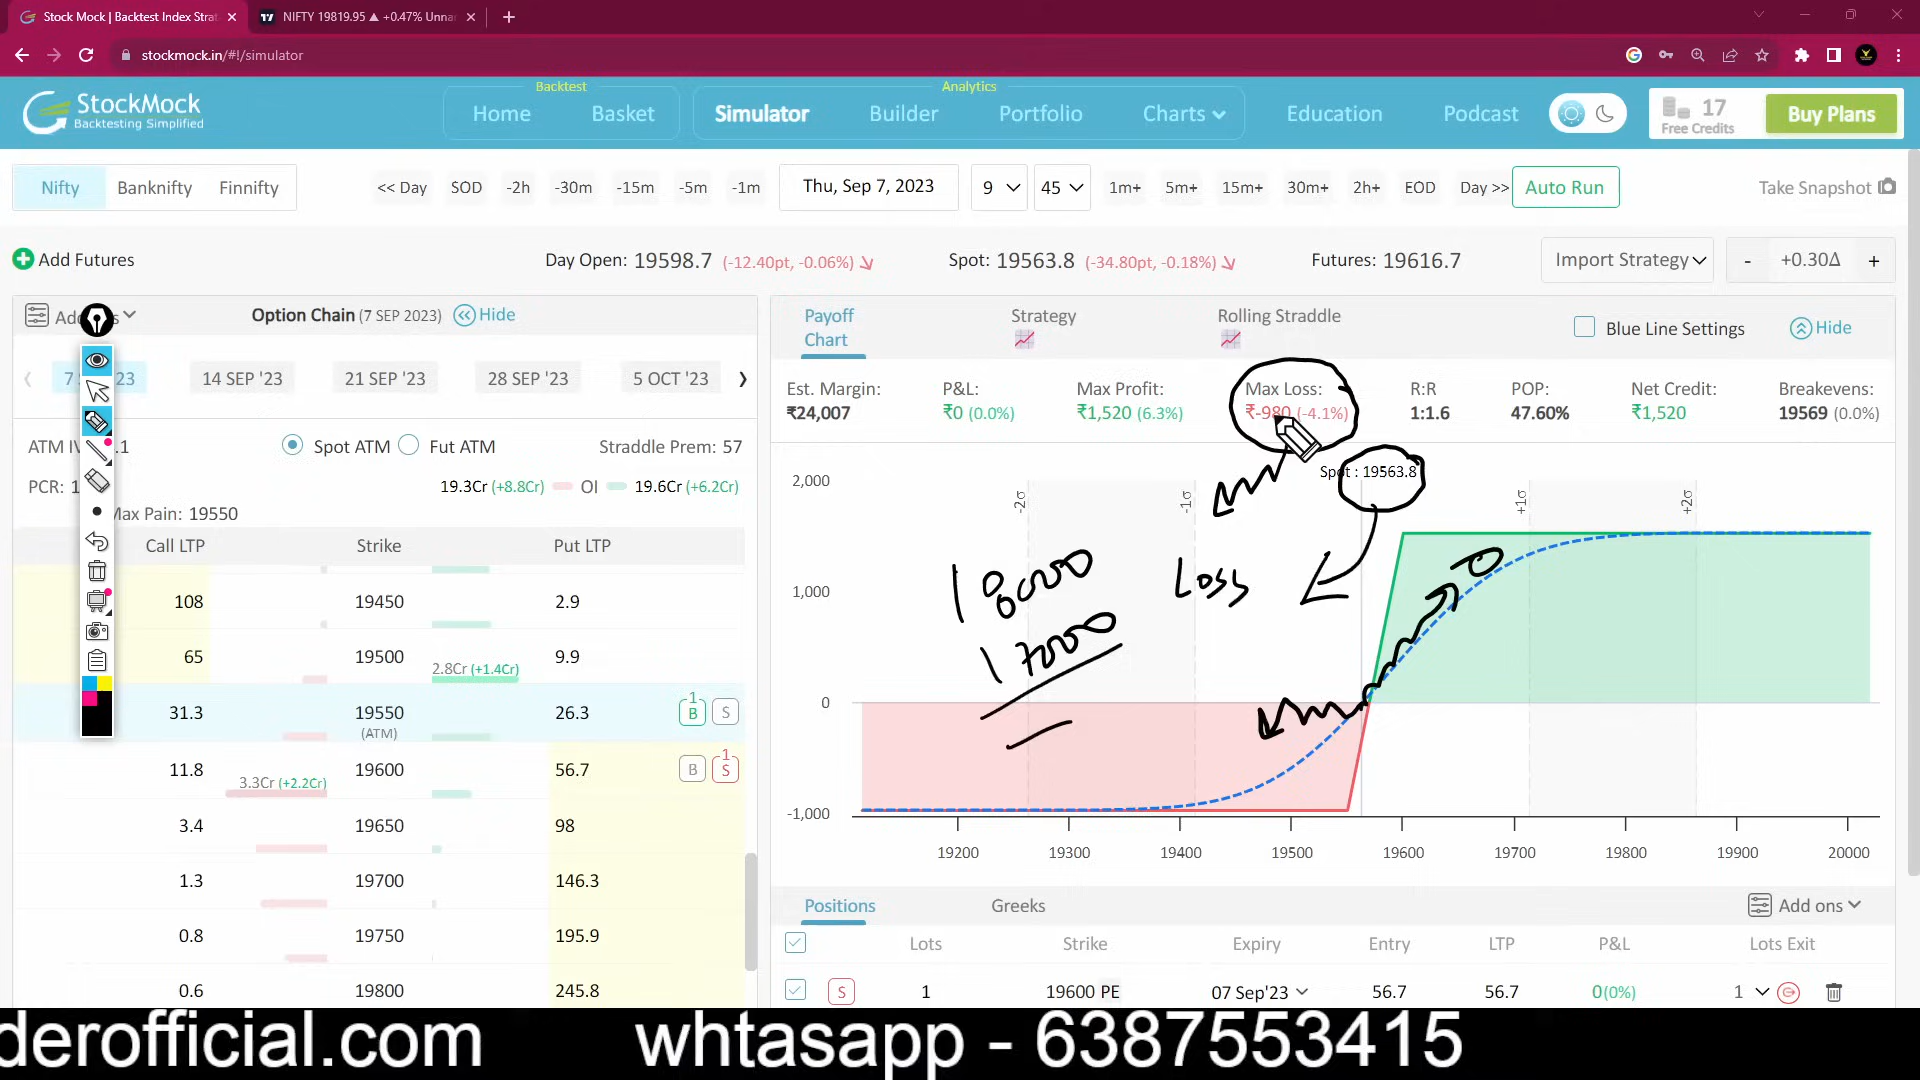 Stock Mock | Backtest Index Strat
NIFTY 19819.95 ▲ +0.47% Unna
stockmock.in/#!/simulator
StockMock
Backtesting Simplified
Backtest
Home Basket
Analytics
Simulator Builder Portfolio Charts
Education Podcast
17
Free Credits
Buy Plans
Nifty Banknifty Finnifty
<< Day SOD -2h -30m -15m -5m -1m
Thu, Sep 7, 2023 9 45
1m+ 5m+ 15m+ 30m+ 2h+ EOD Day >> Auto Run
Take Snapshot
Add Futures
Day Open: 19598.7 (-12.40pt, -0.06%)
Spot: 19563.8 (-34.80pt, -0.18%)
Futures: 19616.7
Import Strategy
- +0.30Δ +
Option Chain (7 SEP 2023) Hide
14 SEP '23 21 SEP '23 28 SEP '23 5 OCT '23
Spot ATM Fut ATM
Straddle Prem: 57
19.3Cr (+8.8Cr) OI 19.6Cr (+6.2Cr)
Max Pain: 19550
Call LTP Strike Put LTP
108 19450 2.9
65 19500 2.8Cr (+1.4Cr) 9.9
31.3 19550 (ATM) 26.3 1 B S
11.8 3.3Cr (+2.2Cr) 19600 56.7 B 1 S
3.4 19650 98
1.3 19700 146.3
0.8 19750 195.9
0.6 19800 245.8
Payoff Chart
Strategy
Rolling Straddle
Blue Line Settings
Hide
Est. Margin: ₹24,007
P&L: ₹0 (0.0%)
Max Profit: ₹1,520 (6.3%)
Max Loss: ₹-980 (-4.1%)
R:R 1:1.6
POP: 47.60%
Net Credit: ₹1,520
Breakevens: 19569 (0.0%)
Spot : 19563.8
2,000
-2σ -1σ +1σ +2σ
1,000
0
-1,000
18000
17000
Loss
19200 19300 19400 19500 19600 19700 19800 19900 20000
Positions Greeks Add ons
Lots Strike Expiry Entry LTP P&L Lots Exit
S 1 19600 PE 07 Sep'23 56.7 56.7 0(0%) 1
derofficial.com whtasapp - 6387553415